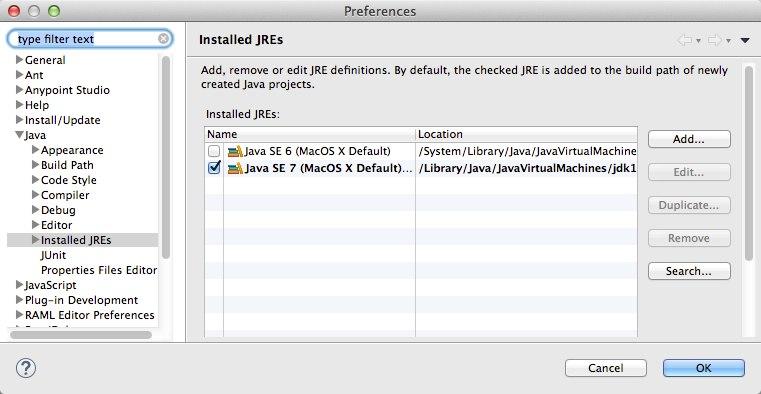 Preferences
type filter text
General
Ant
Anypoint Studio
Help
Install/Update
Java
Appearance
Build Path
Code Style
Compiler
Debug
Editor
Installed JREs
JUnit
Properties Files Editor
JavaScript
Plug-in Development
RAML Editor Preferences
Installed JREs
Add, remove or edit JRE definitions. By default, the checked JRE is added to the build path of newly
created Java projects.
Installed JREs:
Name Location
Java SE 6 (MacOS X Default) /System/Library/Java/JavaVirtualMachine
Java SE 7 (MacOS X Default)... /Library/Java/JavaVirtualMachines/jdk1
Add...
Edit...
Duplicate...
Remove
Search...
?
Cancel
OK